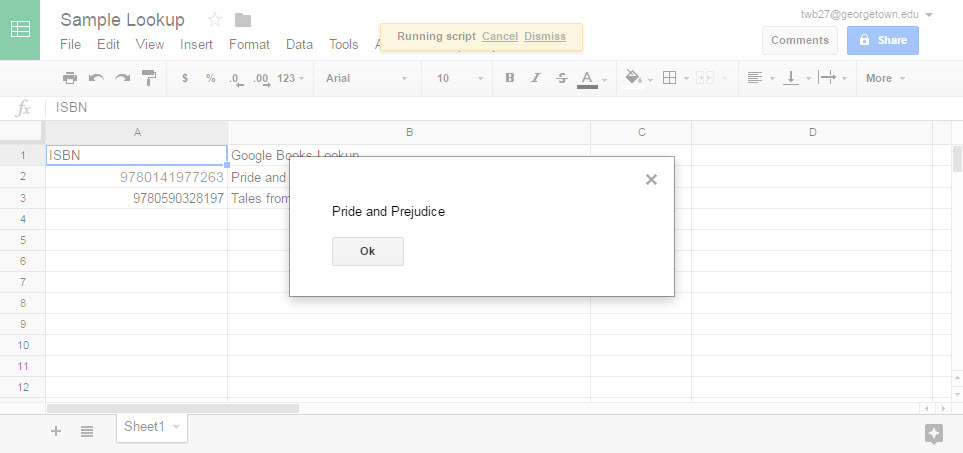 Sample Lookup
twb27@georgetown.edu
File Edit View Insert Format Data Tools
Running script Cancel Dismiss
Comments Share
$ % .0 .00 123 Arial 10 B I S A More
fx ISBN
A B C D
1 ISBN Google Books Lookup
2 9780141977263 Pride and
3 9780590328197 Tales from
4
5
6
7
8
9
10
11
12
Pride and Prejudice
Ok
Sheet1